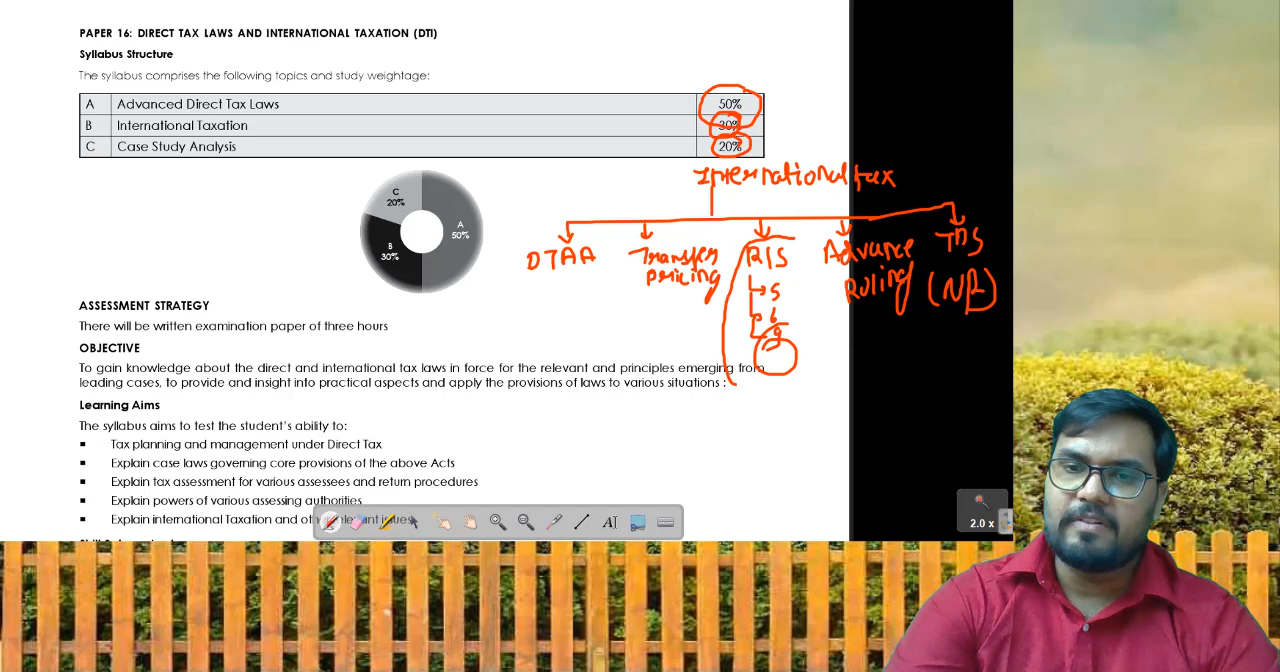 PAPER 16: DIRECT TAX LAWS AND INTERNATIONAL TAXATION (DTI)
Syllabus Structure
The syllabus comprises the following topics and study weightage:
A Advanced Direct Tax Laws 50%
B International Taxation 30%
C Case Study Analysis 20%
International tax
C
20%
A
50%
B
30%
DTAA
Transfer
pricing
RIS
5
6
9
Advance
Ruling
TDS
(NR)
ASSESSMENT STRATEGY
There will be written examination paper of three hours
OBJECTIVE
To gain knowledge about the direct and international tax laws in force for the relevant and principles emerging from
leading cases, to provide and insight into practical aspects and apply the provisions of laws to various situations :
Learning Aims
The syllabus aims to test the student's ability to:
▪ Tax planning and management under Direct Tax
▪ Explain case laws governing core provisions of the above Acts
▪ Explain tax assessment for various assessees and return procedures
▪ Explain powers of various assessing authorities
▪ Explain international Taxation and issues
AI
2.0 x